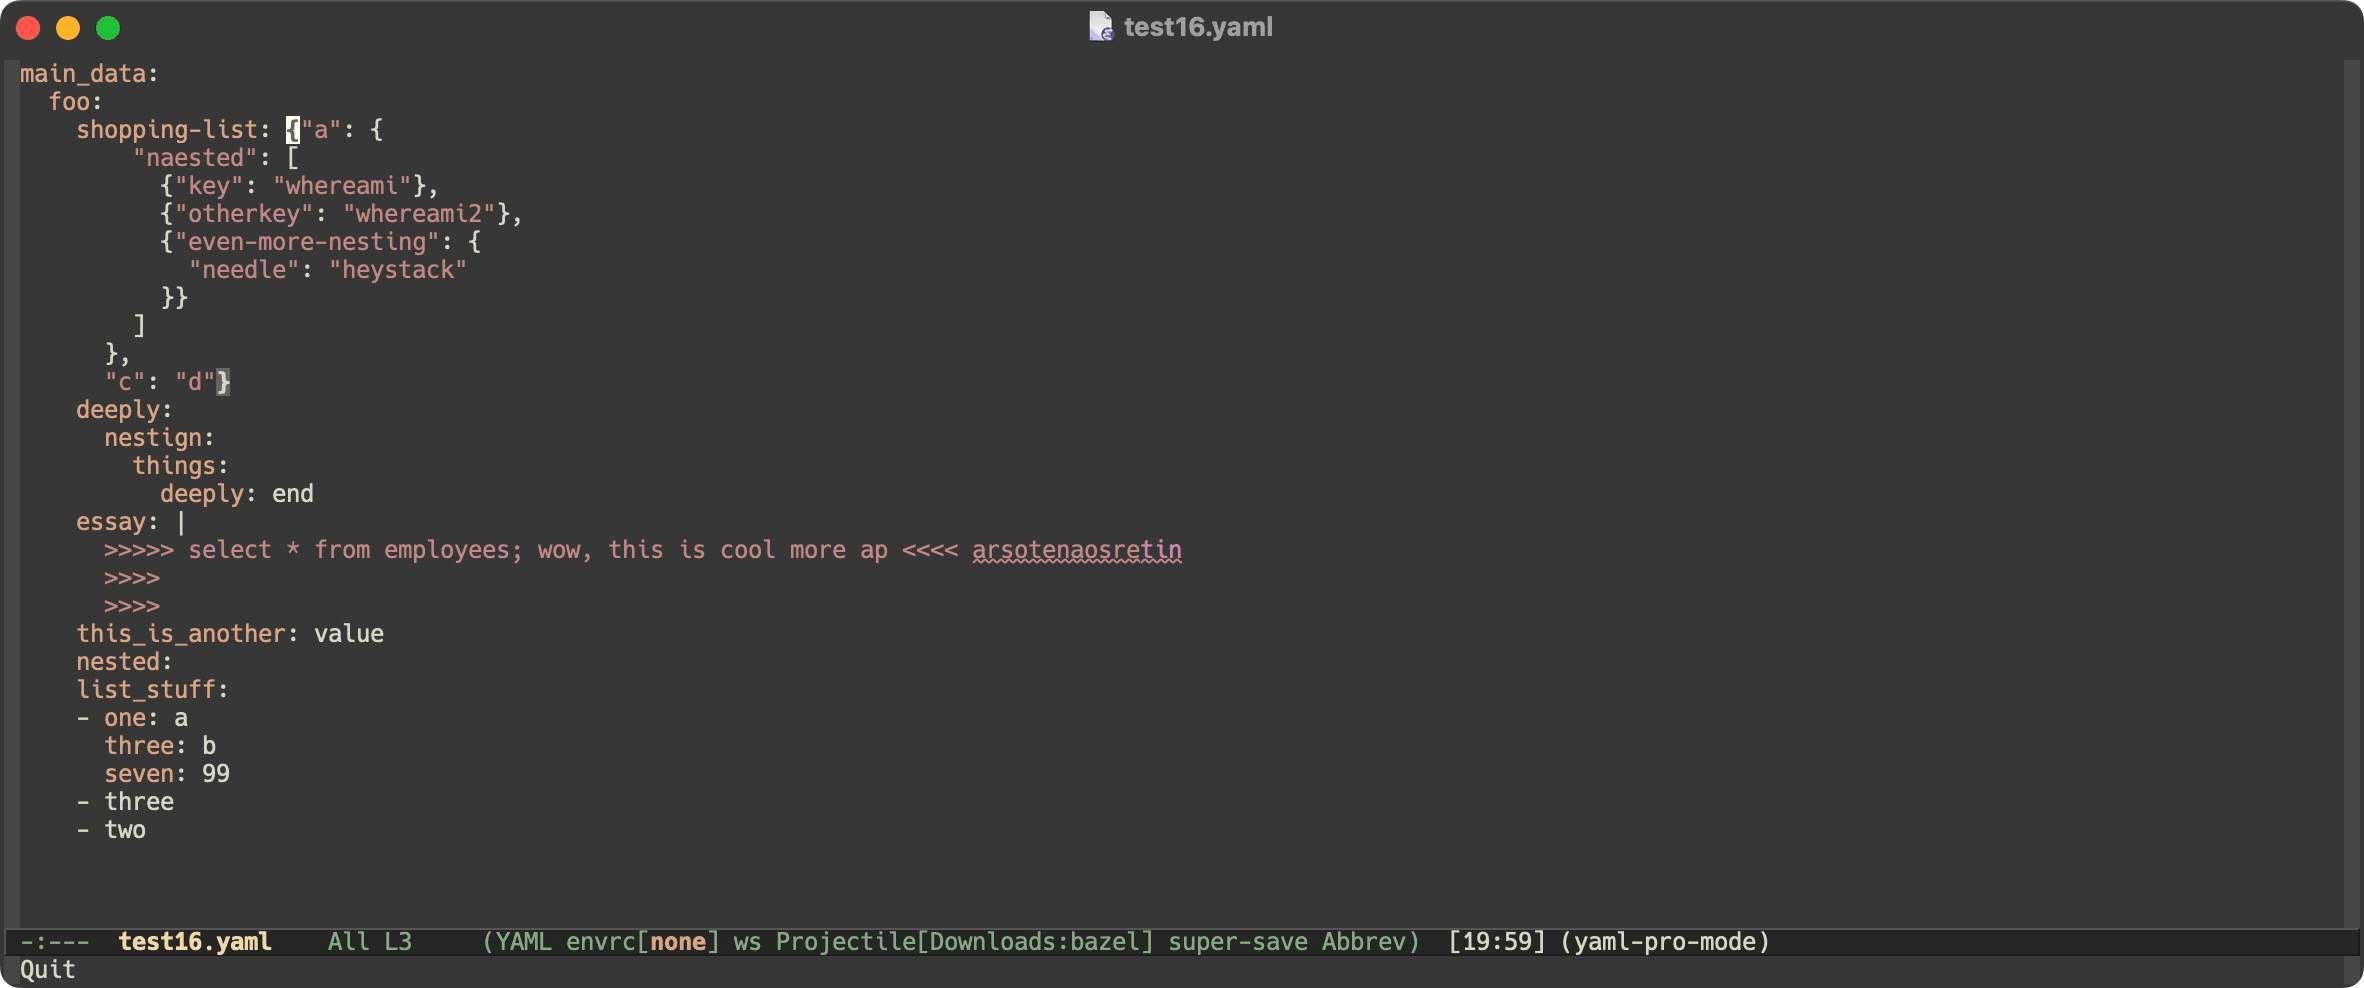 test16.yaml
main_data:
  foo:
    shopping-list: {"a": {
        "naested": [
          {"key": "whereami"},
          {"otherkey": "whereami2"},
          {"even-more-nesting": {
            "needle": "heystack"
          }}
        ]
      },
      "c": "d"}
    deeply:
      nestign:
        things:
          deeply: end
    essay: |
      >>>>> select * from employees; wow, this is cool more ap <<<< arsotenaosretin
      >>>>
      >>>>
    this_is_another: value
    nested:
    list_stuff:
    - one: a
      three: b
      seven: 99
    - three
    - two
-:---  test16.yaml    All L3     (YAML envrc[none] ws Projectile[Downloads:bazel] super-save Abbrev)  [19:59] (yaml-pro-mode)
Quit